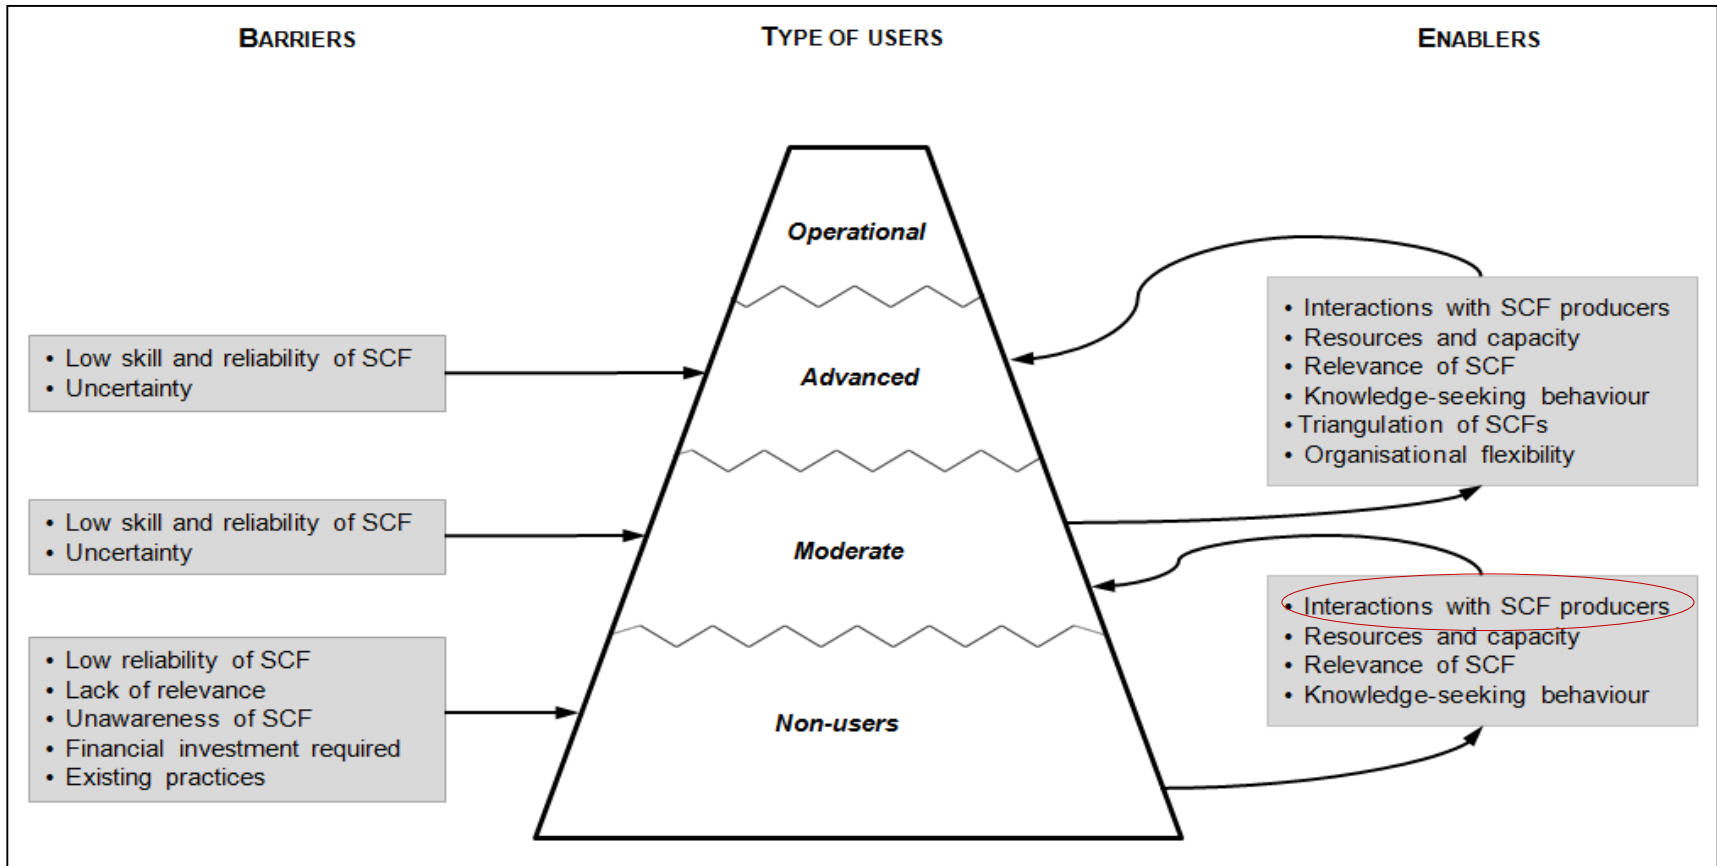 BARRIERS
TYPE OF USERS
ENABLERS
Operational
Advanced
Moderate
Non-users
• Low skill and reliability of SCF
• Uncertainty
• Low skill and reliability of SCF
• Uncertainty
• Low reliability of SCF
• Lack of relevance
• Unawareness of SCF
• Financial investment required
• Existing practices
• Interactions with SCF producers
• Resources and capacity
• Relevance of SCF
• Knowledge-seeking behaviour
• Triangulation of SCFs
• Organisational flexibility
• Interactions with SCF producers
• Resources and capacity
• Relevance of SCF
• Knowledge-seeking behaviour